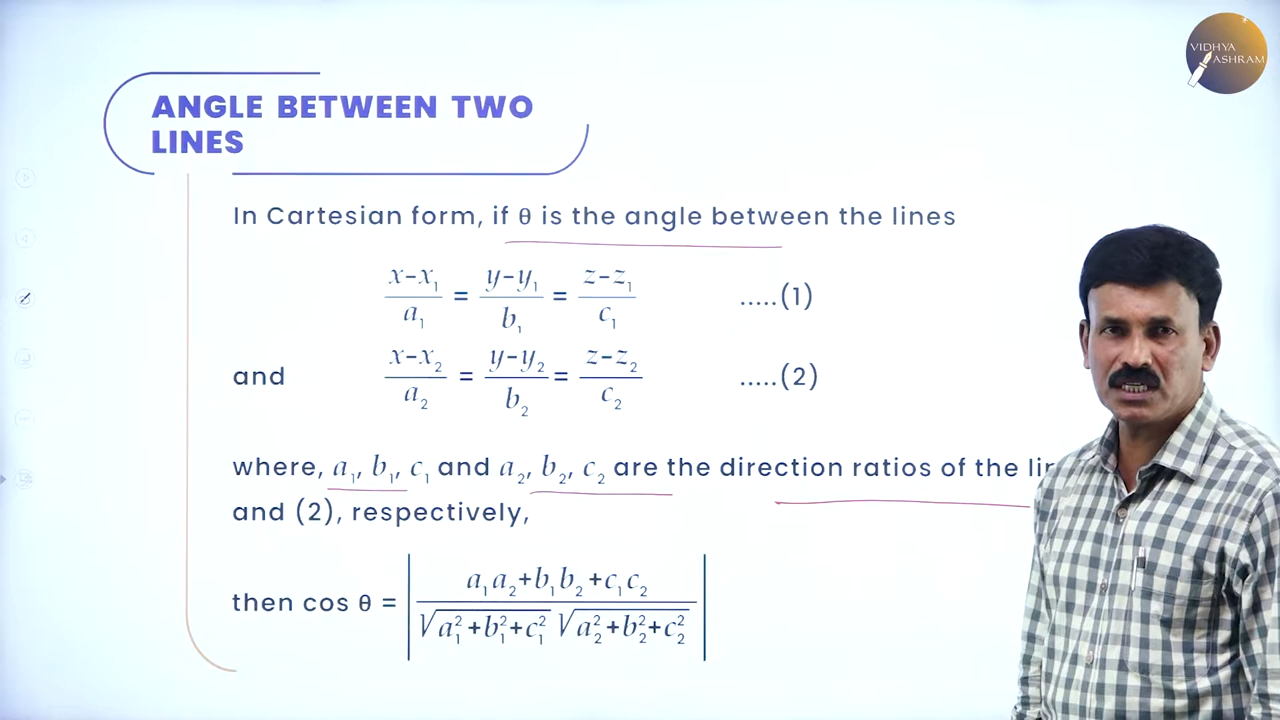 VIDHYA
ASHRAM
ANGLE BETWEEN TWO
LINES
In Cartesian form, if θ is the angle between the lines
x−x₁/a₁ = y−y₁/b₁ = z−z₁/c₁ .....(1)
and x−x₂/a₂ = y−y₂/b₂ = z−z₂/c₂ .....(2)
where, a₁, b₁, c₁ and a₂, b₂, c₂ are the direction ratios of the
and (2), respectively,
then cos θ = | a₁a₂+b₁b₂+c₁c₂ / √a₁²+b₁²+c₁² √a₂²+b₂²+c₂² |